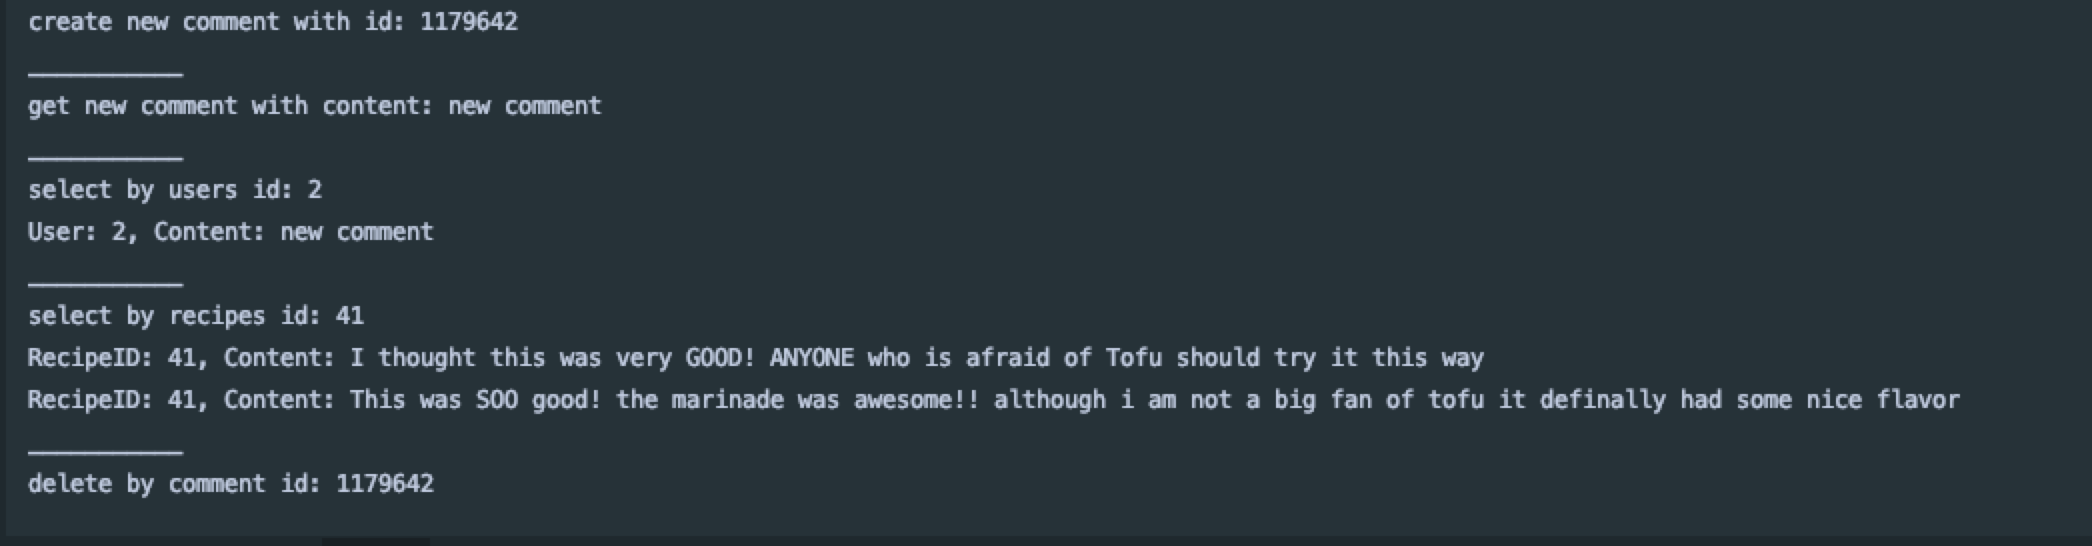 create new comment with id: 1179642
___________
get new comment with content: new comment
___________
select by users id: 2
User: 2, Content: new comment
___________
select by recipes id: 41
RecipeID: 41, Content: I thought this was very GOOD! ANYONE who is afraid of Tofu should try it this way
RecipeID: 41, Content: This was SOO good! the marinade was awesome!! although i am not a big fan of tofu it definally had some nice flavor
___________
delete by comment id: 1179642